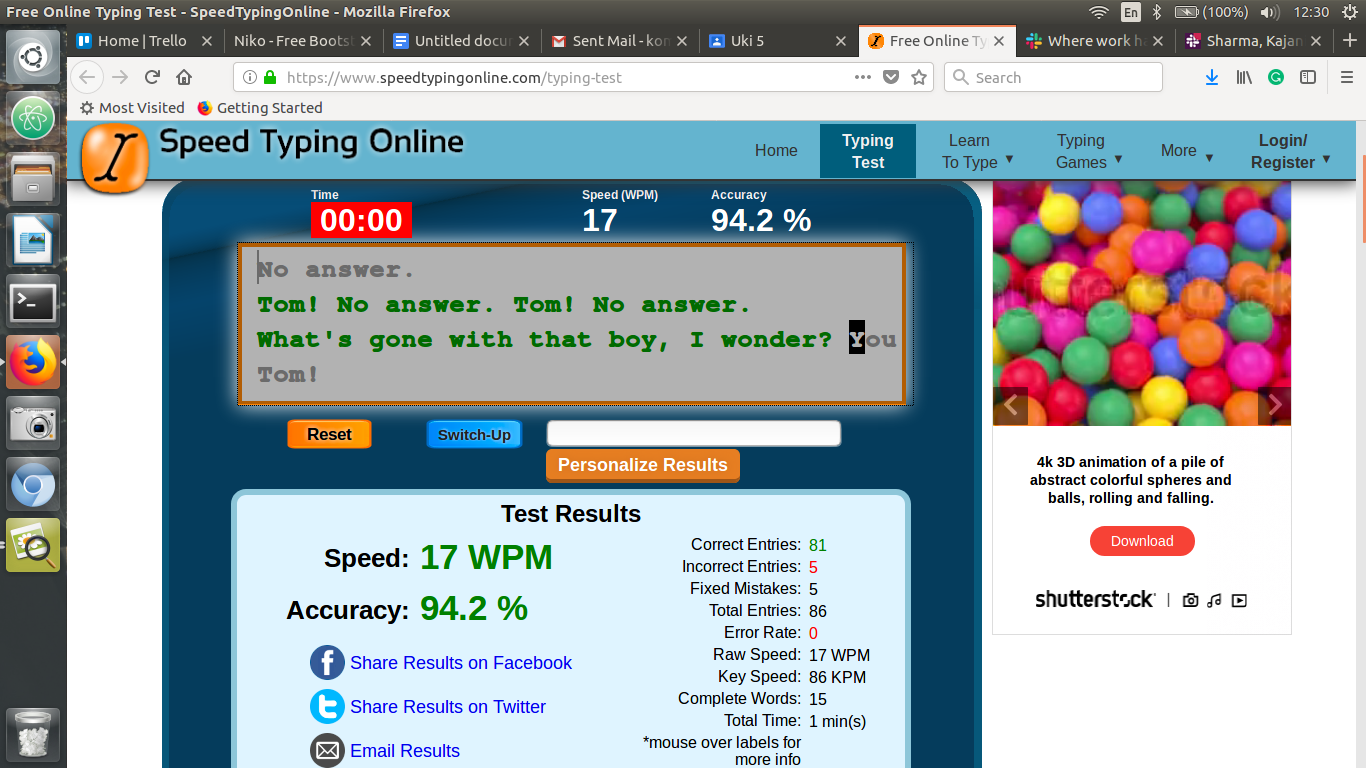 Free Online Typing Test - SpeedTypingOnline - Mozilla Firefox
En
(100%)
12:30
Home | Trello
Niko - Free Bootst
Untitled docur
Sent Mail - kon
Uki 5
Free Online Ty
Where work ha
Sharma, Kajan
https://www.speedtypingonline.com/typing-test
Search
Most Visited
Getting Started
Speed Typing Online
Home
Typing
Test
Learn
To Type
Typing
Games
More
Login/
Register
Time
00:00
Speed (WPM)
17
Accuracy
94.2 %
No answer.
Tom! No answer. Tom! No answer.
What's gone with that boy, I wonder? You
Tom!
Reset
Switch-Up
Personalize Results
Test Results
Speed: 17 WPM
Accuracy: 94.2 %
Share Results on Facebook
Share Results on Twitter
Email Results
Correct Entries: 81
Incorrect Entries: 5
Fixed Mistakes: 5
Total Entries: 86
Error Rate: 0
Raw Speed: 17 WPM
Key Speed: 86 KPM
Complete Words: 15
Total Time: 1 min(s)
*mouse over labels for
more info
4k 3D animation of a pile of
abstract colorful spheres and
balls, rolling and falling.
Download
shutterstock